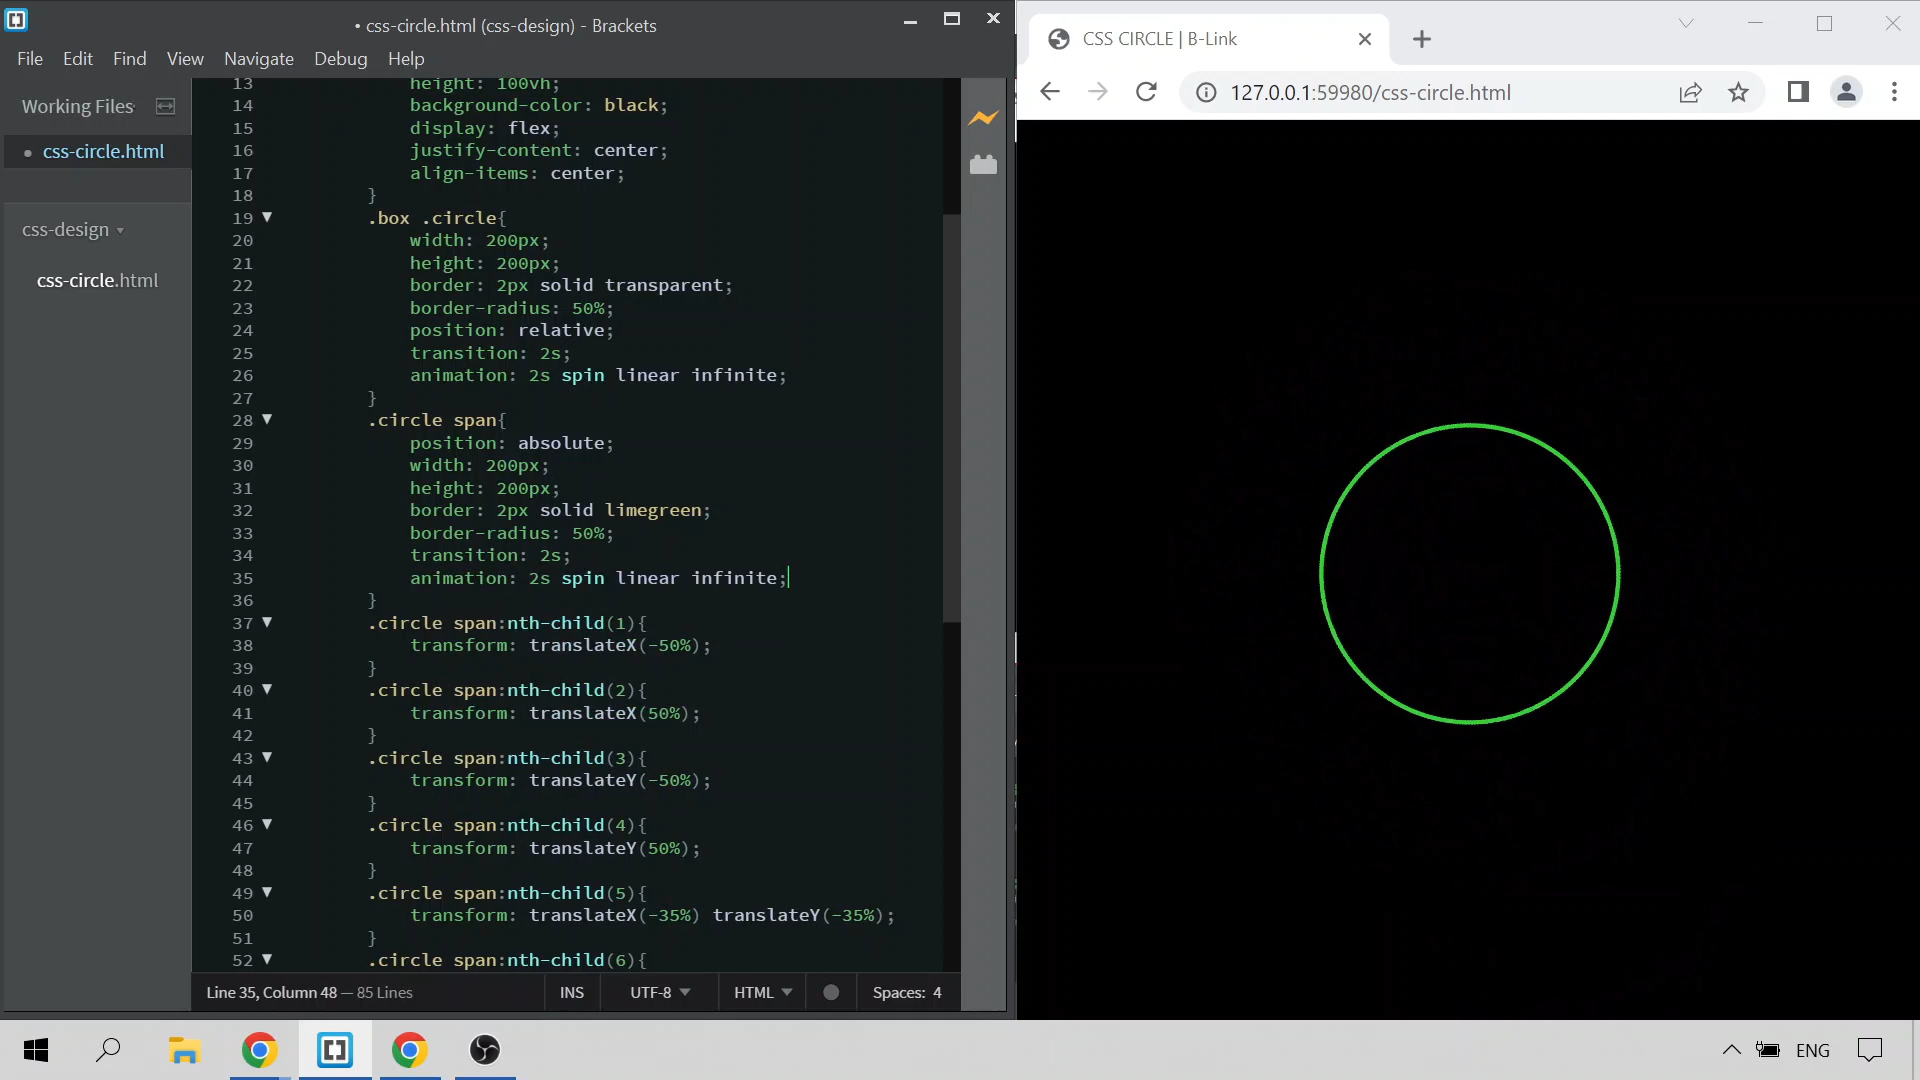 • css-circle.html (css-design) - Brackets
File Edit Find View Navigate Debug Help
Working Files
• css-circle.html
css-design
css-circle.html
13 height: 100vh;
14 background-color: black;
15 display: flex;
16 justify-content: center;
17 align-items: center;
18 }
19 .box .circle{
20 width: 200px;
21 height: 200px;
22 border: 2px solid transparent;
23 border-radius: 50%;
24 position: relative;
25 transition: 2s;
26 animation: 2s spin linear infinite;
27 }
28 .circle span{
29 position: absolute;
30 width: 200px;
31 height: 200px;
32 border: 2px solid limegreen;
33 border-radius: 50%;
34 transition: 2s;
35 animation: 2s spin linear infinite;
36 }
37 .circle span:nth-child(1){
38 transform: translateX(-50%);
39 }
40 .circle span:nth-child(2){
41 transform: translateX(50%);
42 }
43 .circle span:nth-child(3){
44 transform: translateY(-50%);
45 }
46 .circle span:nth-child(4){
47 transform: translateY(50%);
48 }
49 .circle span:nth-child(5){
50 transform: translateX(-35%) translateY(-35%);
51 }
52 .circle span:nth-child(6){
Line 35, Column 48 — 85 Lines
INS UTF-8 HTML Spaces: 4
CSS CIRCLE | B-Link
127.0.0.1:59980/css-circle.html
ENG